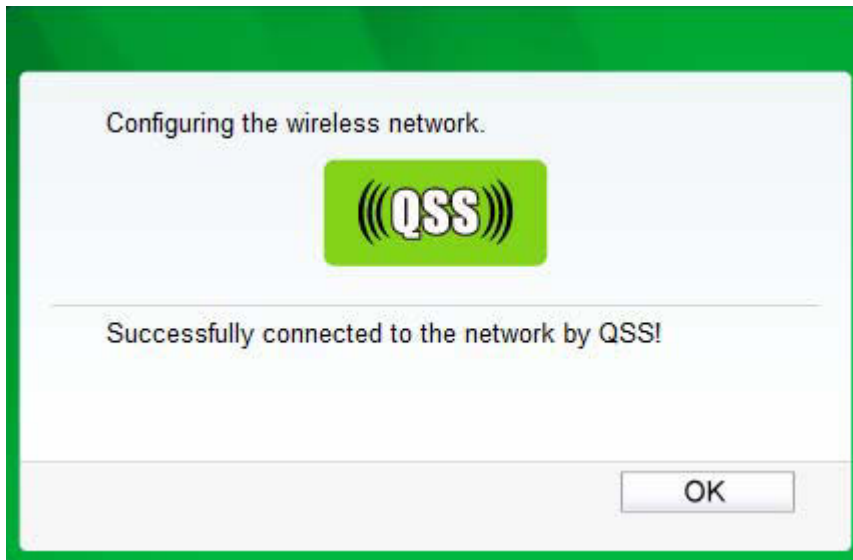 Configuring the wireless network.
(((QSS)))
Successfully connected to the network by QSS!
OK